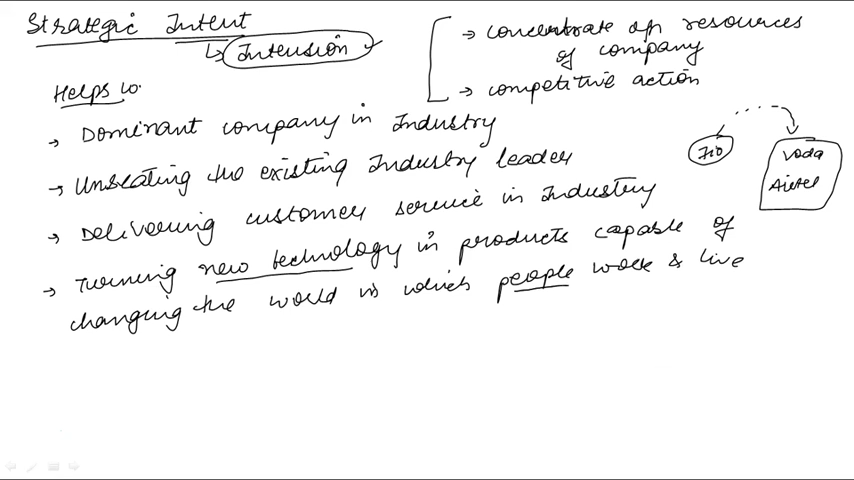 Strategic Intent
↳ Intension
→ concentrate on resources
of company
→ competitive action
Helps to.
→ Dominant company in Industry
→ Unseating the existing Industry leader
→ Delivering customer service in Industry
→ Turning new technology in products capable of
changing the world in which people work & live
Jio
Voda
Airtel